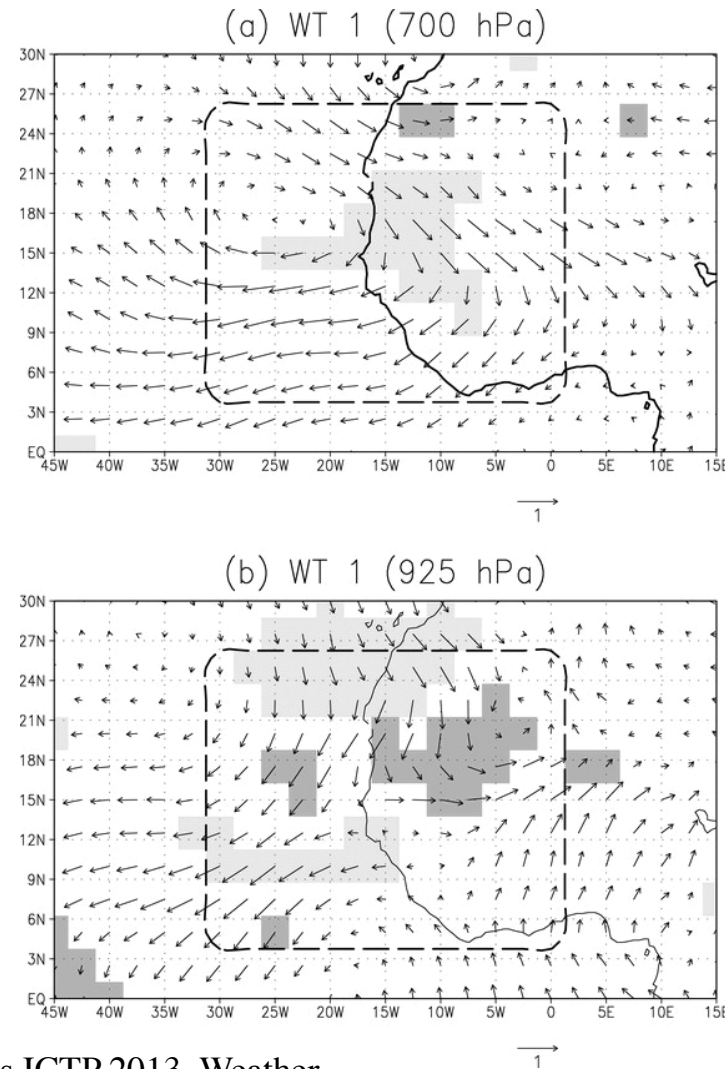 (a) WT 1 (700 hPa)
30N
27N
24N
21N
18N
15N
12N
9N
6N
3N
EQ
45W 40W 35W 30W 25W 20W 15W 10W 5W 0 5E 10E 15E
1
(b) WT 1 (925 hPa)
30N
27N
24N
21N
18N
15N
12N
9N
6N
3N
EQ
45W 40W 35W 30W 25W 20W 15W 10W 5W 0 5E 10E 15E
1
ICTP 2013 Weather